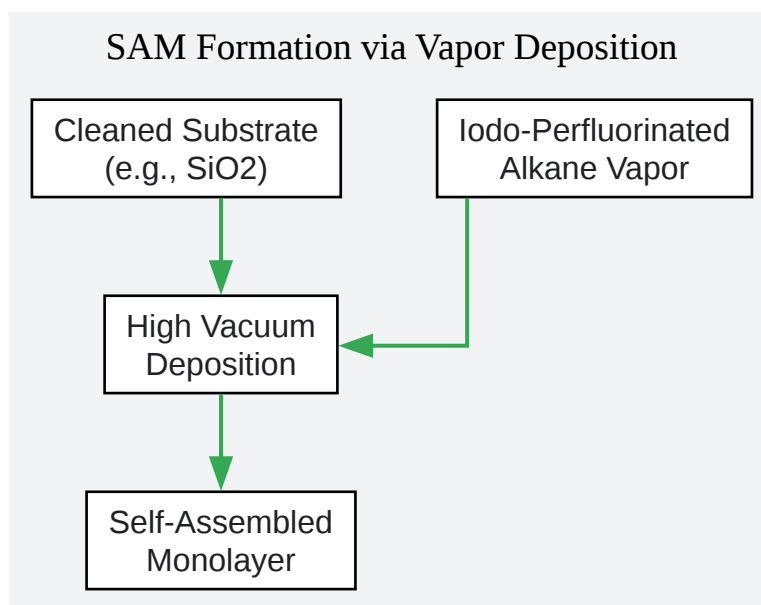 SAM Formation via Vapor Deposition
Cleaned Substrate
(e.g., SiO2)
Iodo-Perfluorinated
Alkane Vapor
High Vacuum
Deposition
Self-Assembled
Monolayer